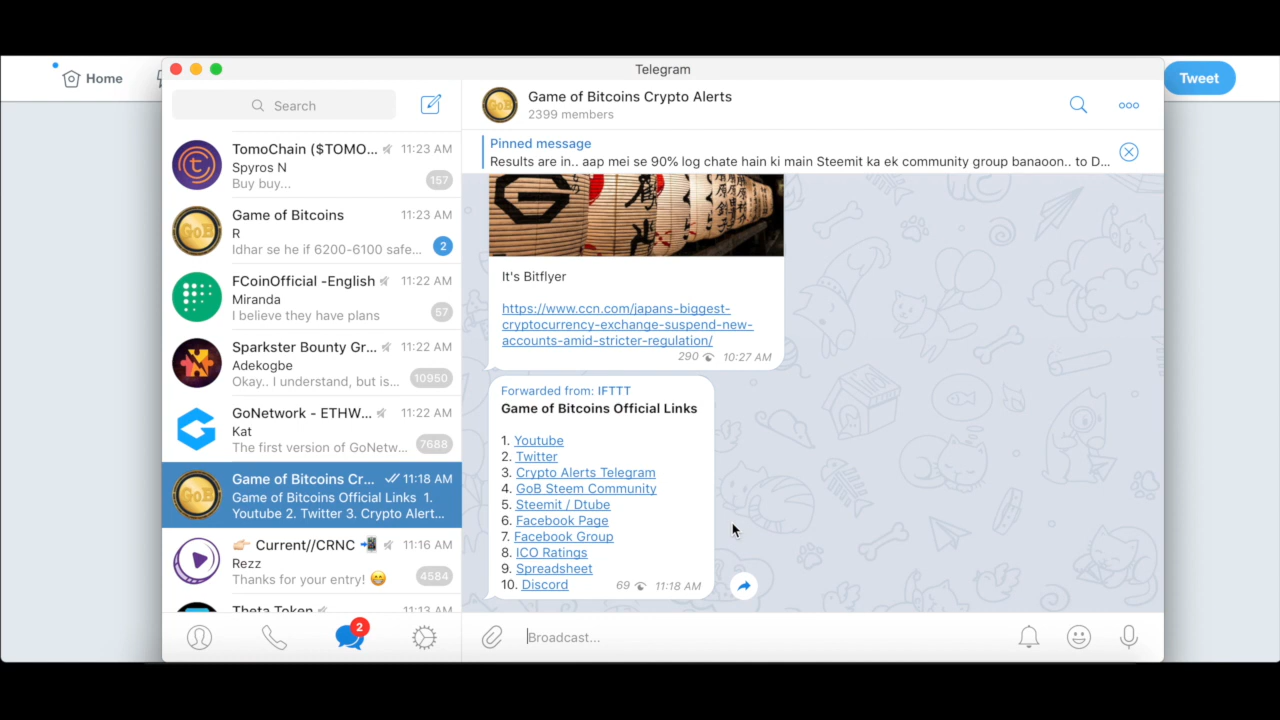 Home
Tweet
Telegram
Search
TomoChain ($TOMO... 11:23 AM
Spyros N
Buy buy... 157
Game of Bitcoins 11:23 AM
R
Idhar se he if 6200-6100 safe... 2
FCoinOfficial -English 11:22 AM
Miranda
I believe they have plans 57
Sparkster Bounty Gr... 11:22 AM
Adekogbe
Okay.. I understand, but is... 10950
GoNetwork - ETHW... 11:22 AM
Kat
The first version of GoNetw... 7688
GoB
Game of Bitcoins Cr... 11:18 AM
Game of Bitcoins Official Links 1.
Youtube 2. Twitter 3. Crypto Alert...
👉🏻 Current//CRNC 📲 11:16 AM
Rezz
Thanks for your entry! 😁 4584
Theta Token 11:13 AM
2
GoB
Game of Bitcoins Crypto Alerts
2399 members
Pinned message
Results are in.. aap mei se 90% log chate hain ki main Steemit ka ek community group banaoon.. to D...
It's Bitflyer
https://www.ccn.com/japans-biggest-
cryptocurrency-exchange-suspend-new-
accounts-amid-stricter-regulation/
290 10:27 AM
Forwarded from: IFTTT
Game of Bitcoins Official Links
1. Youtube
2. Twitter
3. Crypto Alerts Telegram
4. GoB Steem Community
5. Steemit / Dtube
6. Facebook Page
7. Facebook Group
8. ICO Ratings
9. Spreadsheet
10. Discord 69 11:18 AM
Broadcast...